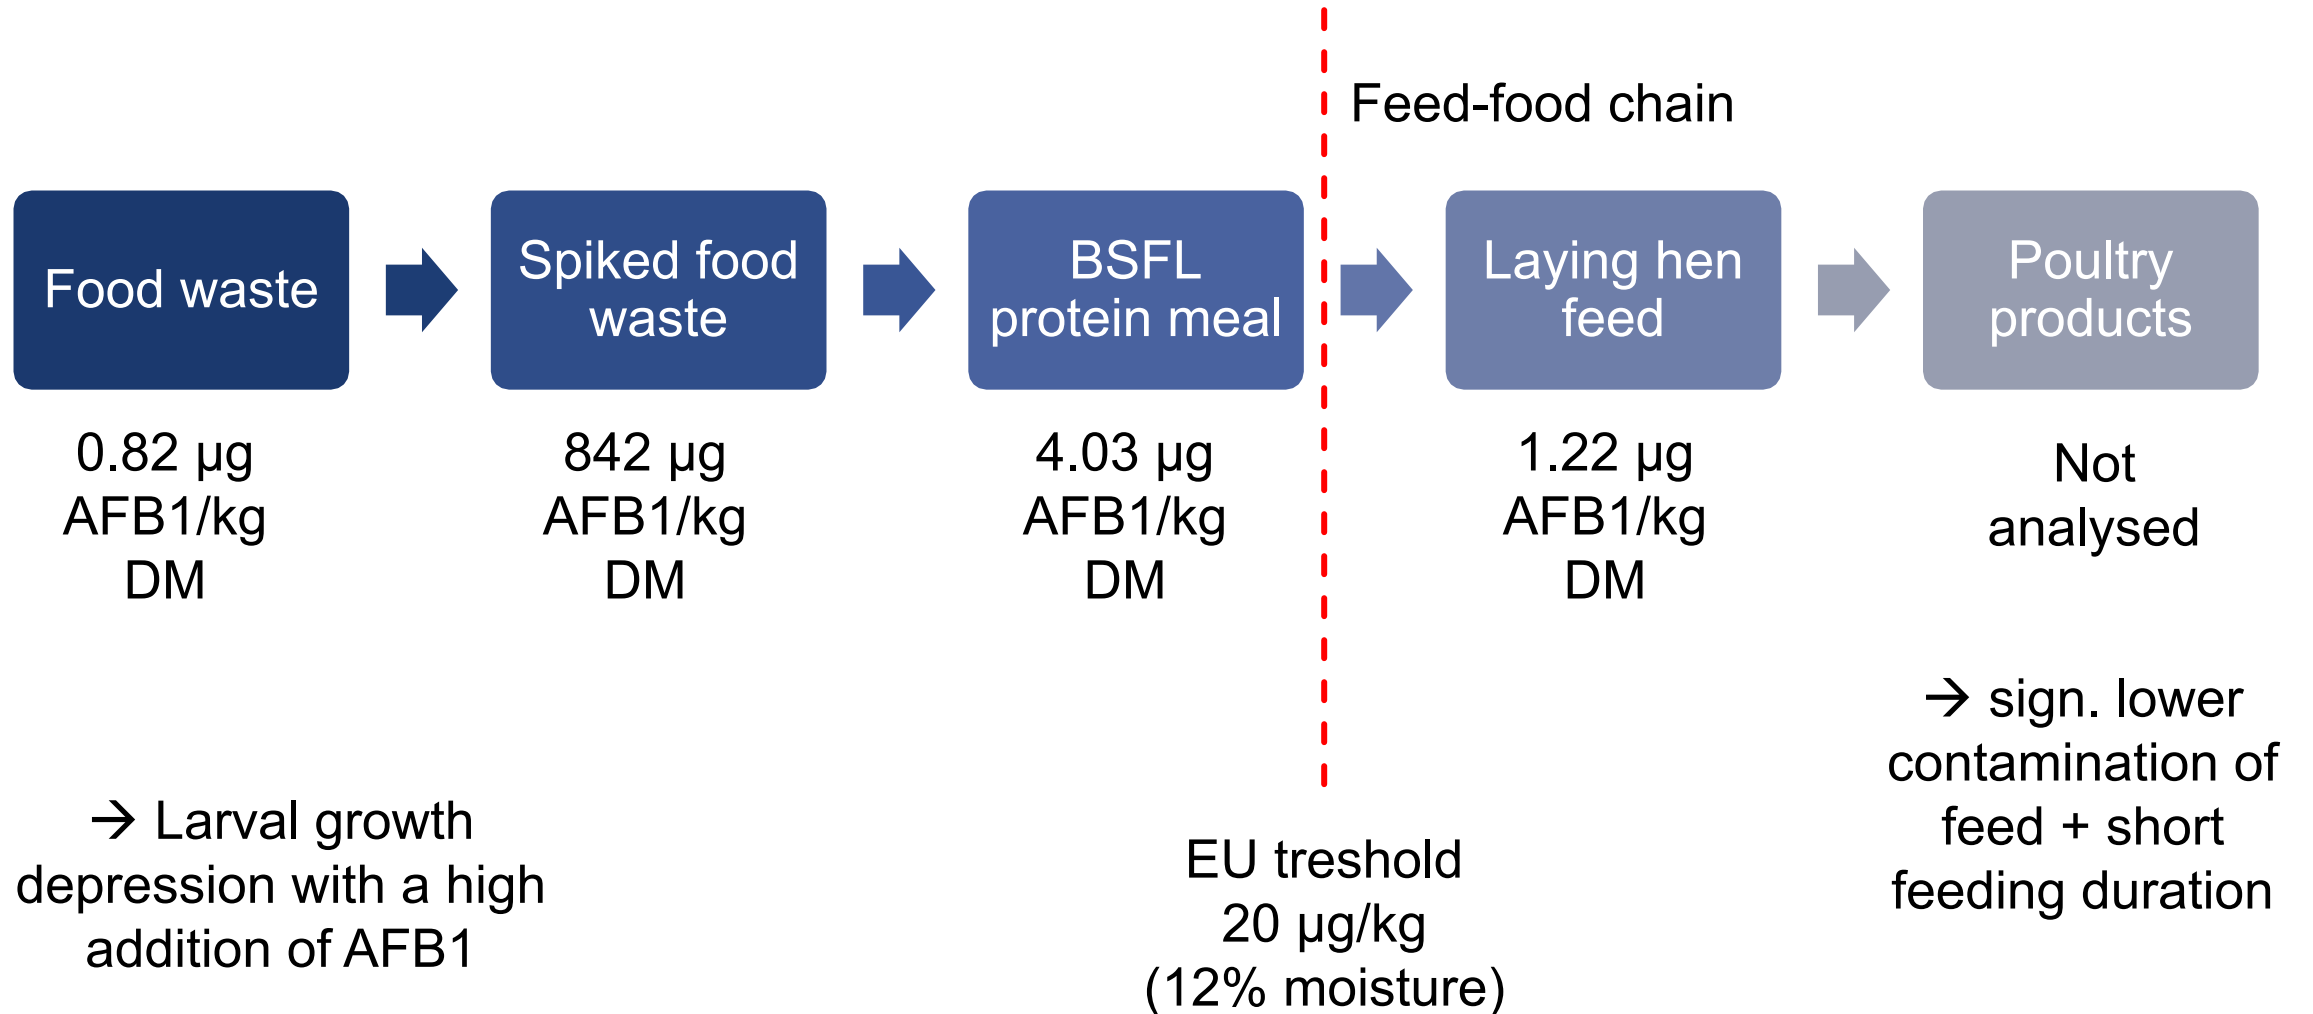 Feed-food chain
Food waste
Spiked food
waste
BSFL
protein meal
Laying hen
feed
Poultry
products
0.82 µg
AFB1/kg
DM
842 µg
AFB1/kg
DM
4.03 µg
AFB1/kg
DM
1.22 µg
AFB1/kg
DM
Not
analysed
→ Larval growth
depression with a high
addition of AFB1
EU treshold
20 µg/kg
(12% moisture)
→ sign. lower
contamination of
feed + short
feeding duration